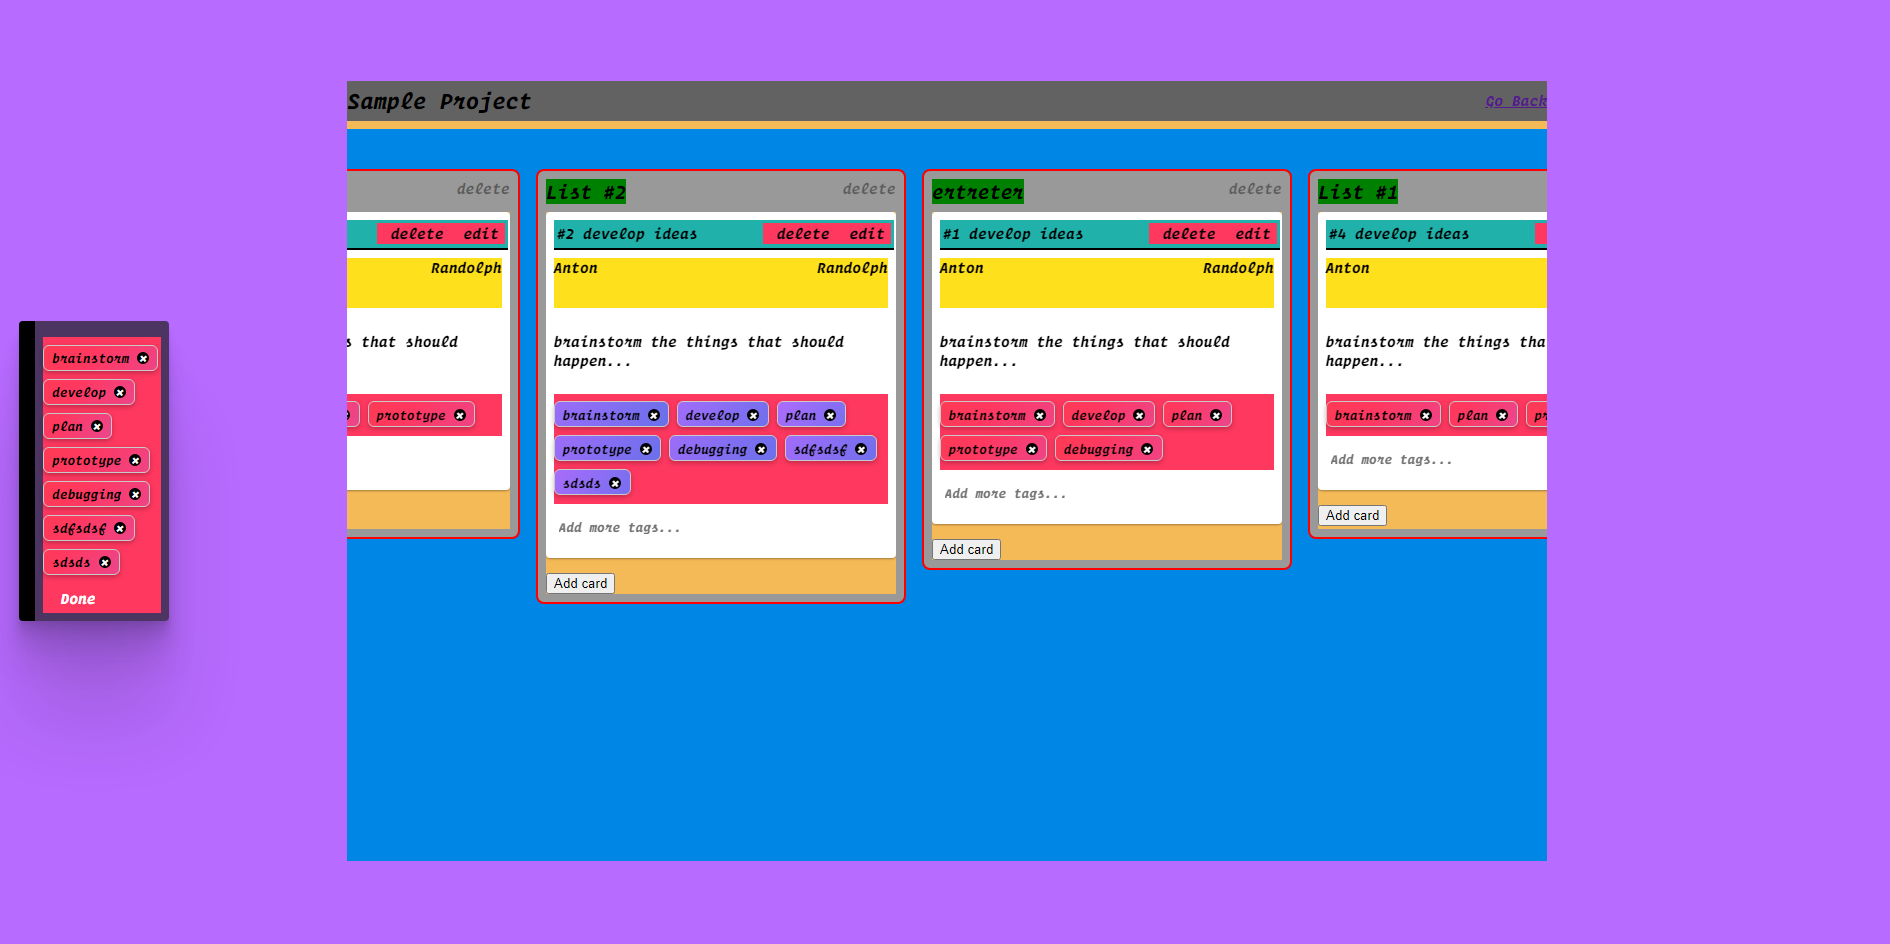 Sample Project
Go Back
brainstorm
develop
plan
prototype
debugging
sdfsdsf
sdsds
Done
delete
delete edit
Randolph
s that should
prototype
List #2
delete
#2 develop ideas
delete edit
Anton Randolph
brainstorm the things that should
happen...
brainstorm develop plan
prototype debugging sdfsdsf
sdsds
Add more tags...
Add card
ertreter
delete
#1 develop ideas
delete edit
Anton Randolph
brainstorm the things that should
happen...
brainstorm develop plan
prototype debugging
Add more tags...
Add card
List #1
#4 develop ideas
Anton
brainstorm the things tha
happen...
brainstorm plan pr
Add more tags...
Add card